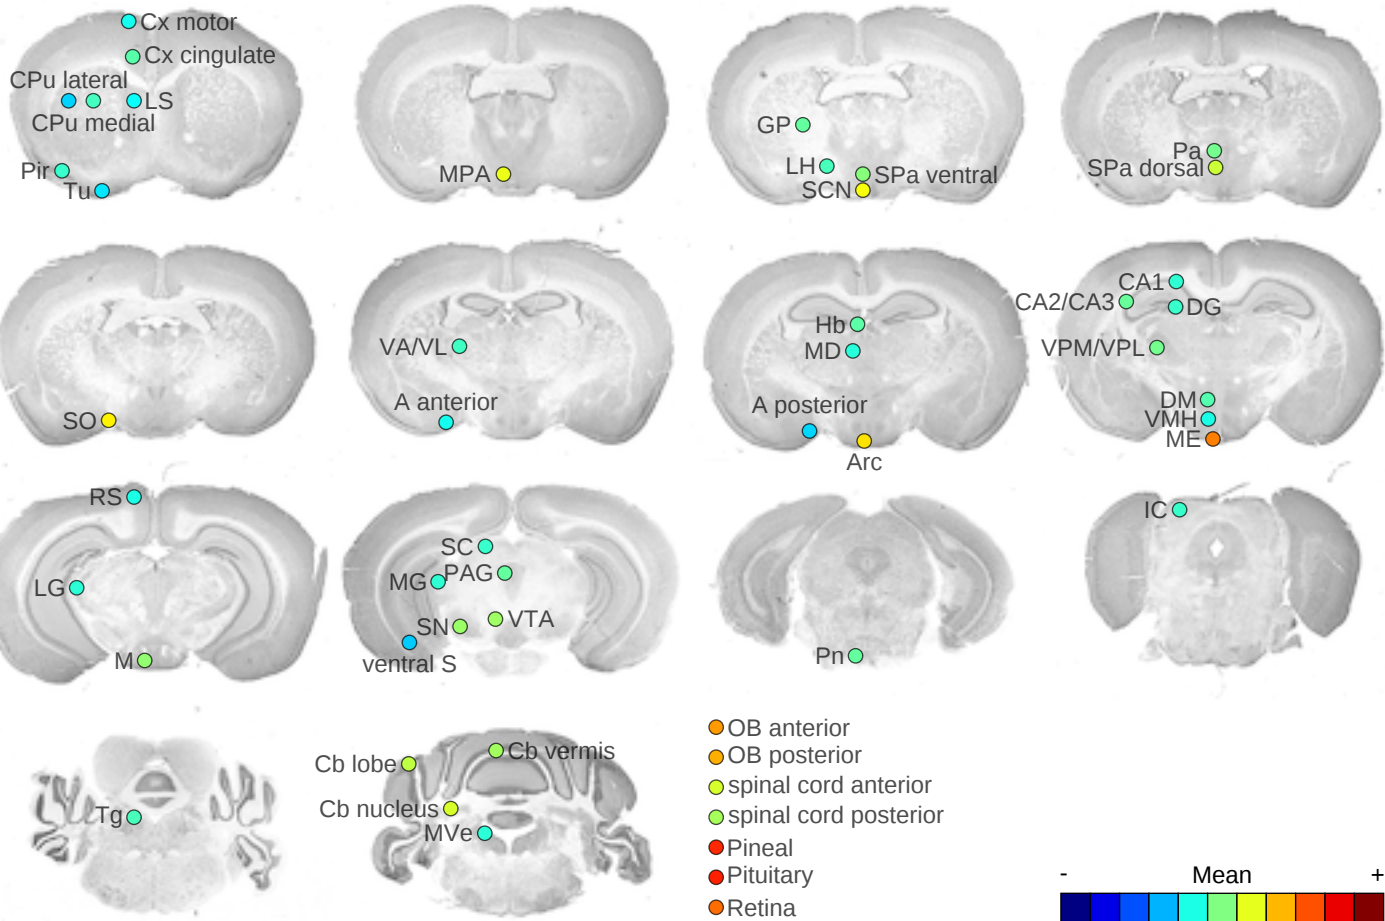 Cx motor
Cx cingulate
CPu lateral
LS
CPu medial
Pir
Tu
MPA
GP
LH
SPa ventral
SCN
Pa
SPa dorsal
SO
VA/VL
A anterior
Hb
MD
A posterior
Arc
CA1
CA2/CA3
DG
VPM/VPL
DM
VMH
ME
RS
LG
M
SC
MG
PAG
SN
VTA
ventral S
Pn
IC
Tg
Cb lobe
Cb vermis
Cb nucleus
MVe
OB anterior
OB posterior
spinal cord anterior
spinal cord posterior
Pineal
Pituitary
Retina
- Mean +